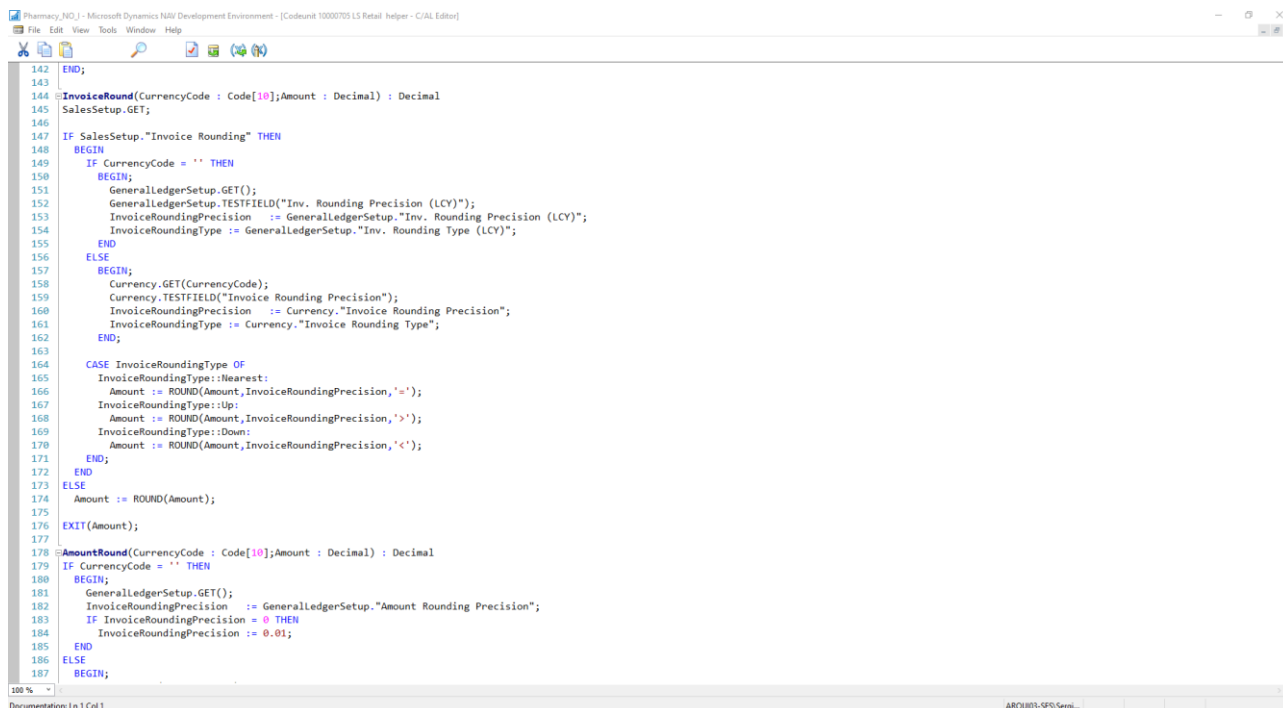 Pharmacy_NO_I - Microsoft Dynamics NAV Development Environment - [Codeunit 10000705 LS Retail helper - C/AL Editor]
File Edit View Tools Window Help
142 END;
143
144 InvoiceRound(CurrencyCode : Code[10];Amount : Decimal) : Decimal
145 SalesSetup.GET;
146
147 IF SalesSetup."Invoice Rounding" THEN
148   BEGIN
149     IF CurrencyCode = '' THEN
150       BEGIN;
151         GeneralLedgerSetup.GET();
152         GeneralLedgerSetup.TESTFIELD("Inv. Rounding Precision (LCY)");
153         InvoiceRoundingPrecision   := GeneralLedgerSetup."Inv. Rounding Precision (LCY)";
154         InvoiceRoundingType := GeneralLedgerSetup."Inv. Rounding Type (LCY)";
155       END
156     ELSE
157       BEGIN;
158         Currency.GET(CurrencyCode);
159         Currency.TESTFIELD("Invoice Rounding Precision");
160         InvoiceRoundingPrecision   := Currency."Invoice Rounding Precision";
161         InvoiceRoundingType := Currency."Invoice Rounding Type";
162       END;
163
164     CASE InvoiceRoundingType OF
165       InvoiceRoundingType::Nearest:
166         Amount := ROUND(Amount,InvoiceRoundingPrecision,'=');
167       InvoiceRoundingType::Up:
168         Amount := ROUND(Amount,InvoiceRoundingPrecision,'>');
169       InvoiceRoundingType::Down:
170         Amount := ROUND(Amount,InvoiceRoundingPrecision,'<');
171     END;
172   END
173 ELSE
174   Amount := ROUND(Amount);
175
176 EXIT(Amount);
177
178 AmountRound(CurrencyCode : Code[10];Amount : Decimal) : Decimal
179 IF CurrencyCode = '' THEN
180   BEGIN;
181     GeneralLedgerSetup.GET();
182     InvoiceRoundingPrecision   := GeneralLedgerSetup."Amount Rounding Precision";
183     IF InvoiceRoundingPrecision = 0 THEN
184       InvoiceRoundingPrecision := 0.01;
185   END
186 ELSE
187   BEGIN;
100 %
Documentation: Ln 1 Col 1